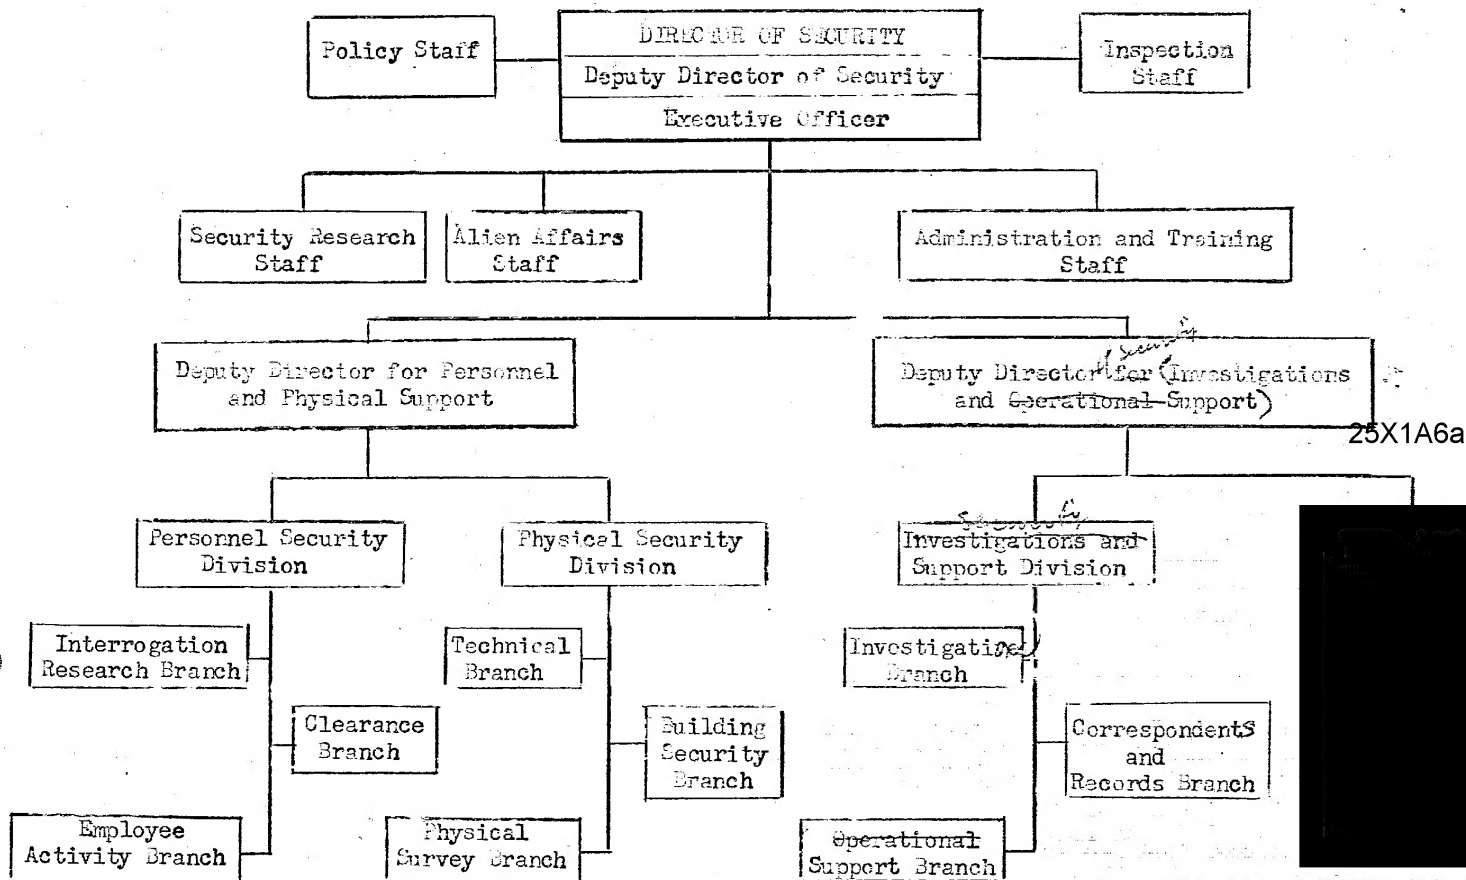 Policy Staff
DIRECTOR OF SECURITY
Deputy Director of Security
Executive Officer
Inspection
Staff
Security Research
Staff
Alien Affairs
Staff
Administration and Training
Staff
Deputy Director for Personnel
and Physical Support
Security
Deputy Director for (Investigations
and Operational Support)
25X1A6a
Personnel Security
Division
Physical Security
Division
Security
Investigations and
Support Division
Interrogation
Research Branch
Technical
Branch
Investigative
Branch
Clearance
Branch
Building
Security
Branch
Correspondents
and
Records Branch
Employee
Activity Branch
Physical
Survey Branch
Operational
Support Branch